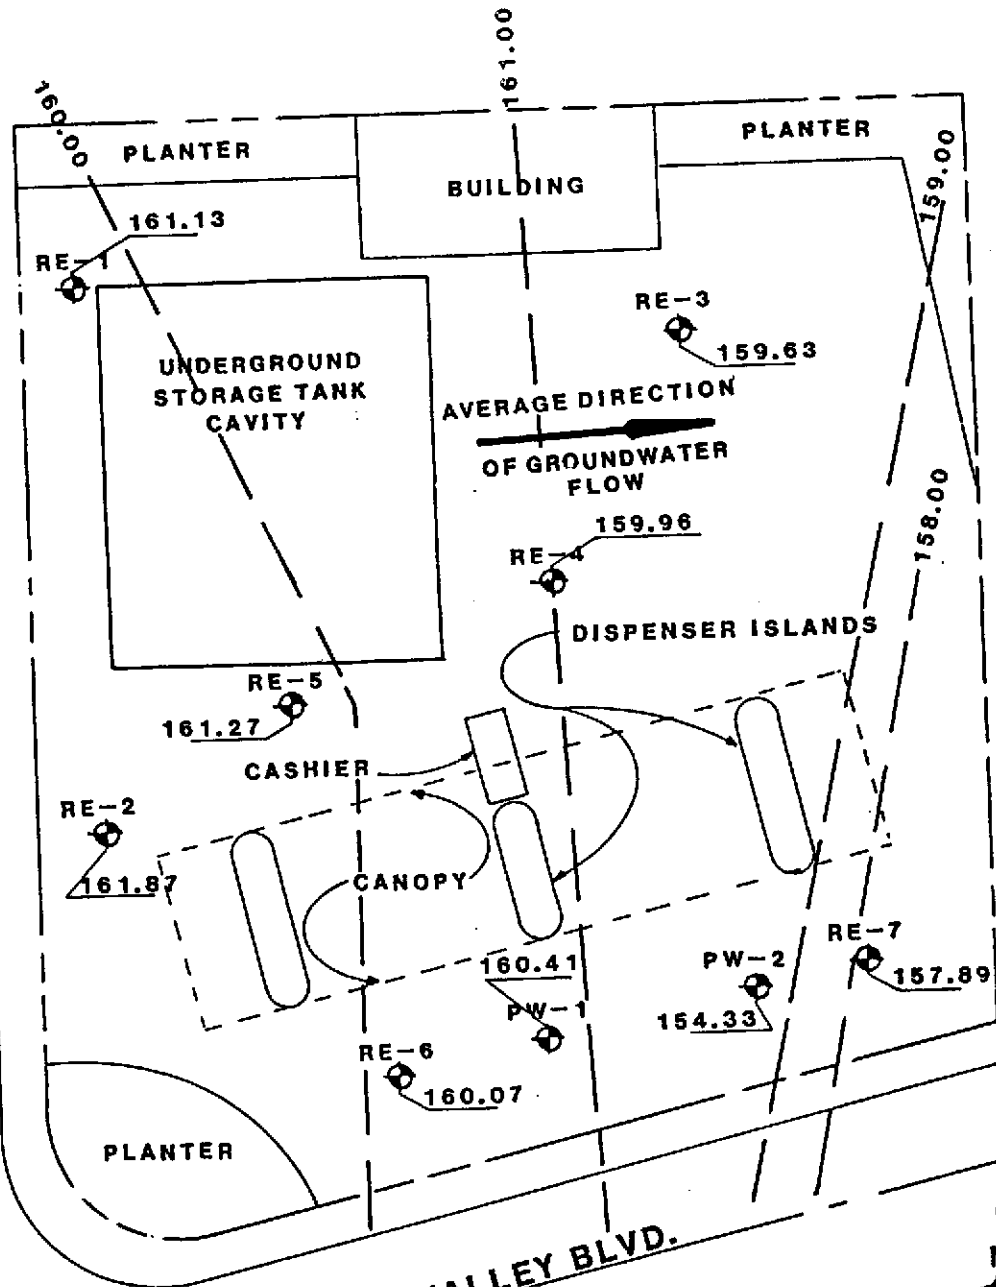 161.00
160.00
PLANTER
BUILDING
PLANTER
159.00
161.13
RE-1
RE-3
159.63
UNDERGROUND
STORAGE TANK
CAVITY
AVERAGE DIRECTION
OF GROUNDWATER
FLOW
158.00
159.96
RE-4
DISPENSER ISLANDS
RE-5
161.27
CASHIER
RE-2
161.87
CANOPY
RE-7
157.89
160.41
PW-1
PW-2
154.33
RE-6
160.07
PLANTER
BLVD.